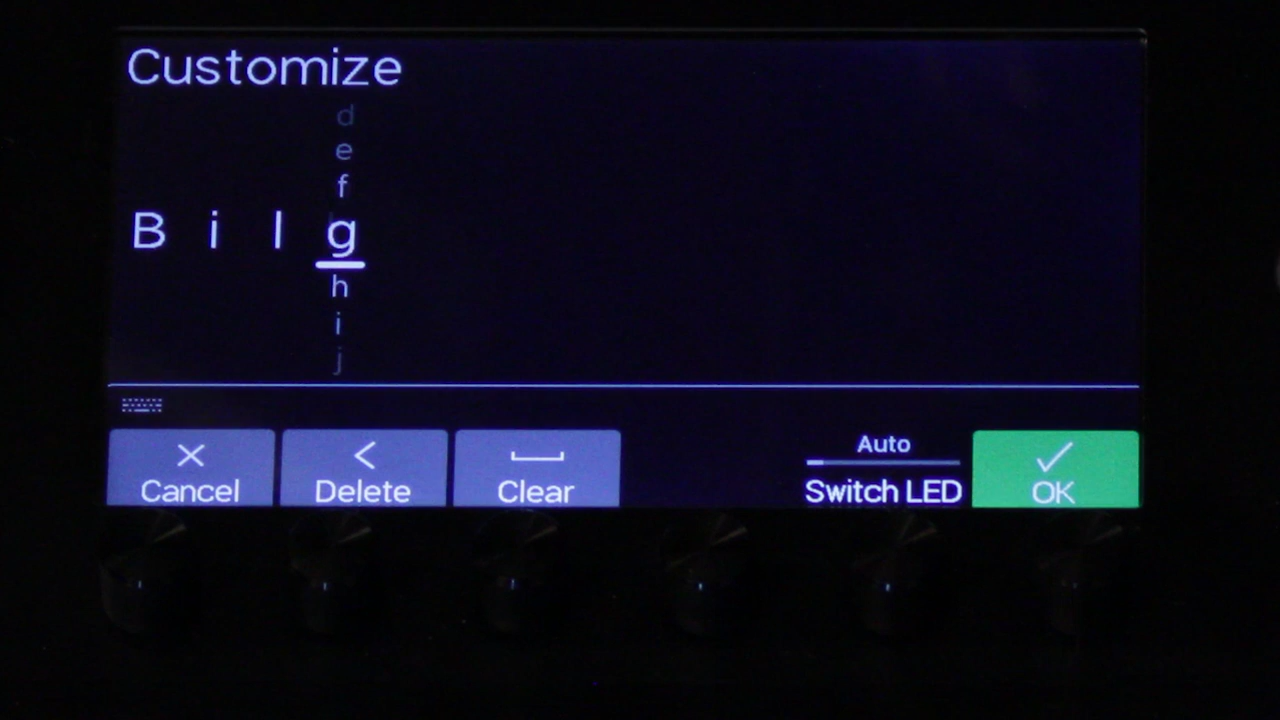 Customize
d
e
f
B i l g
h
i
j
Cancel
Delete
Clear
Auto
Switch LED
OK